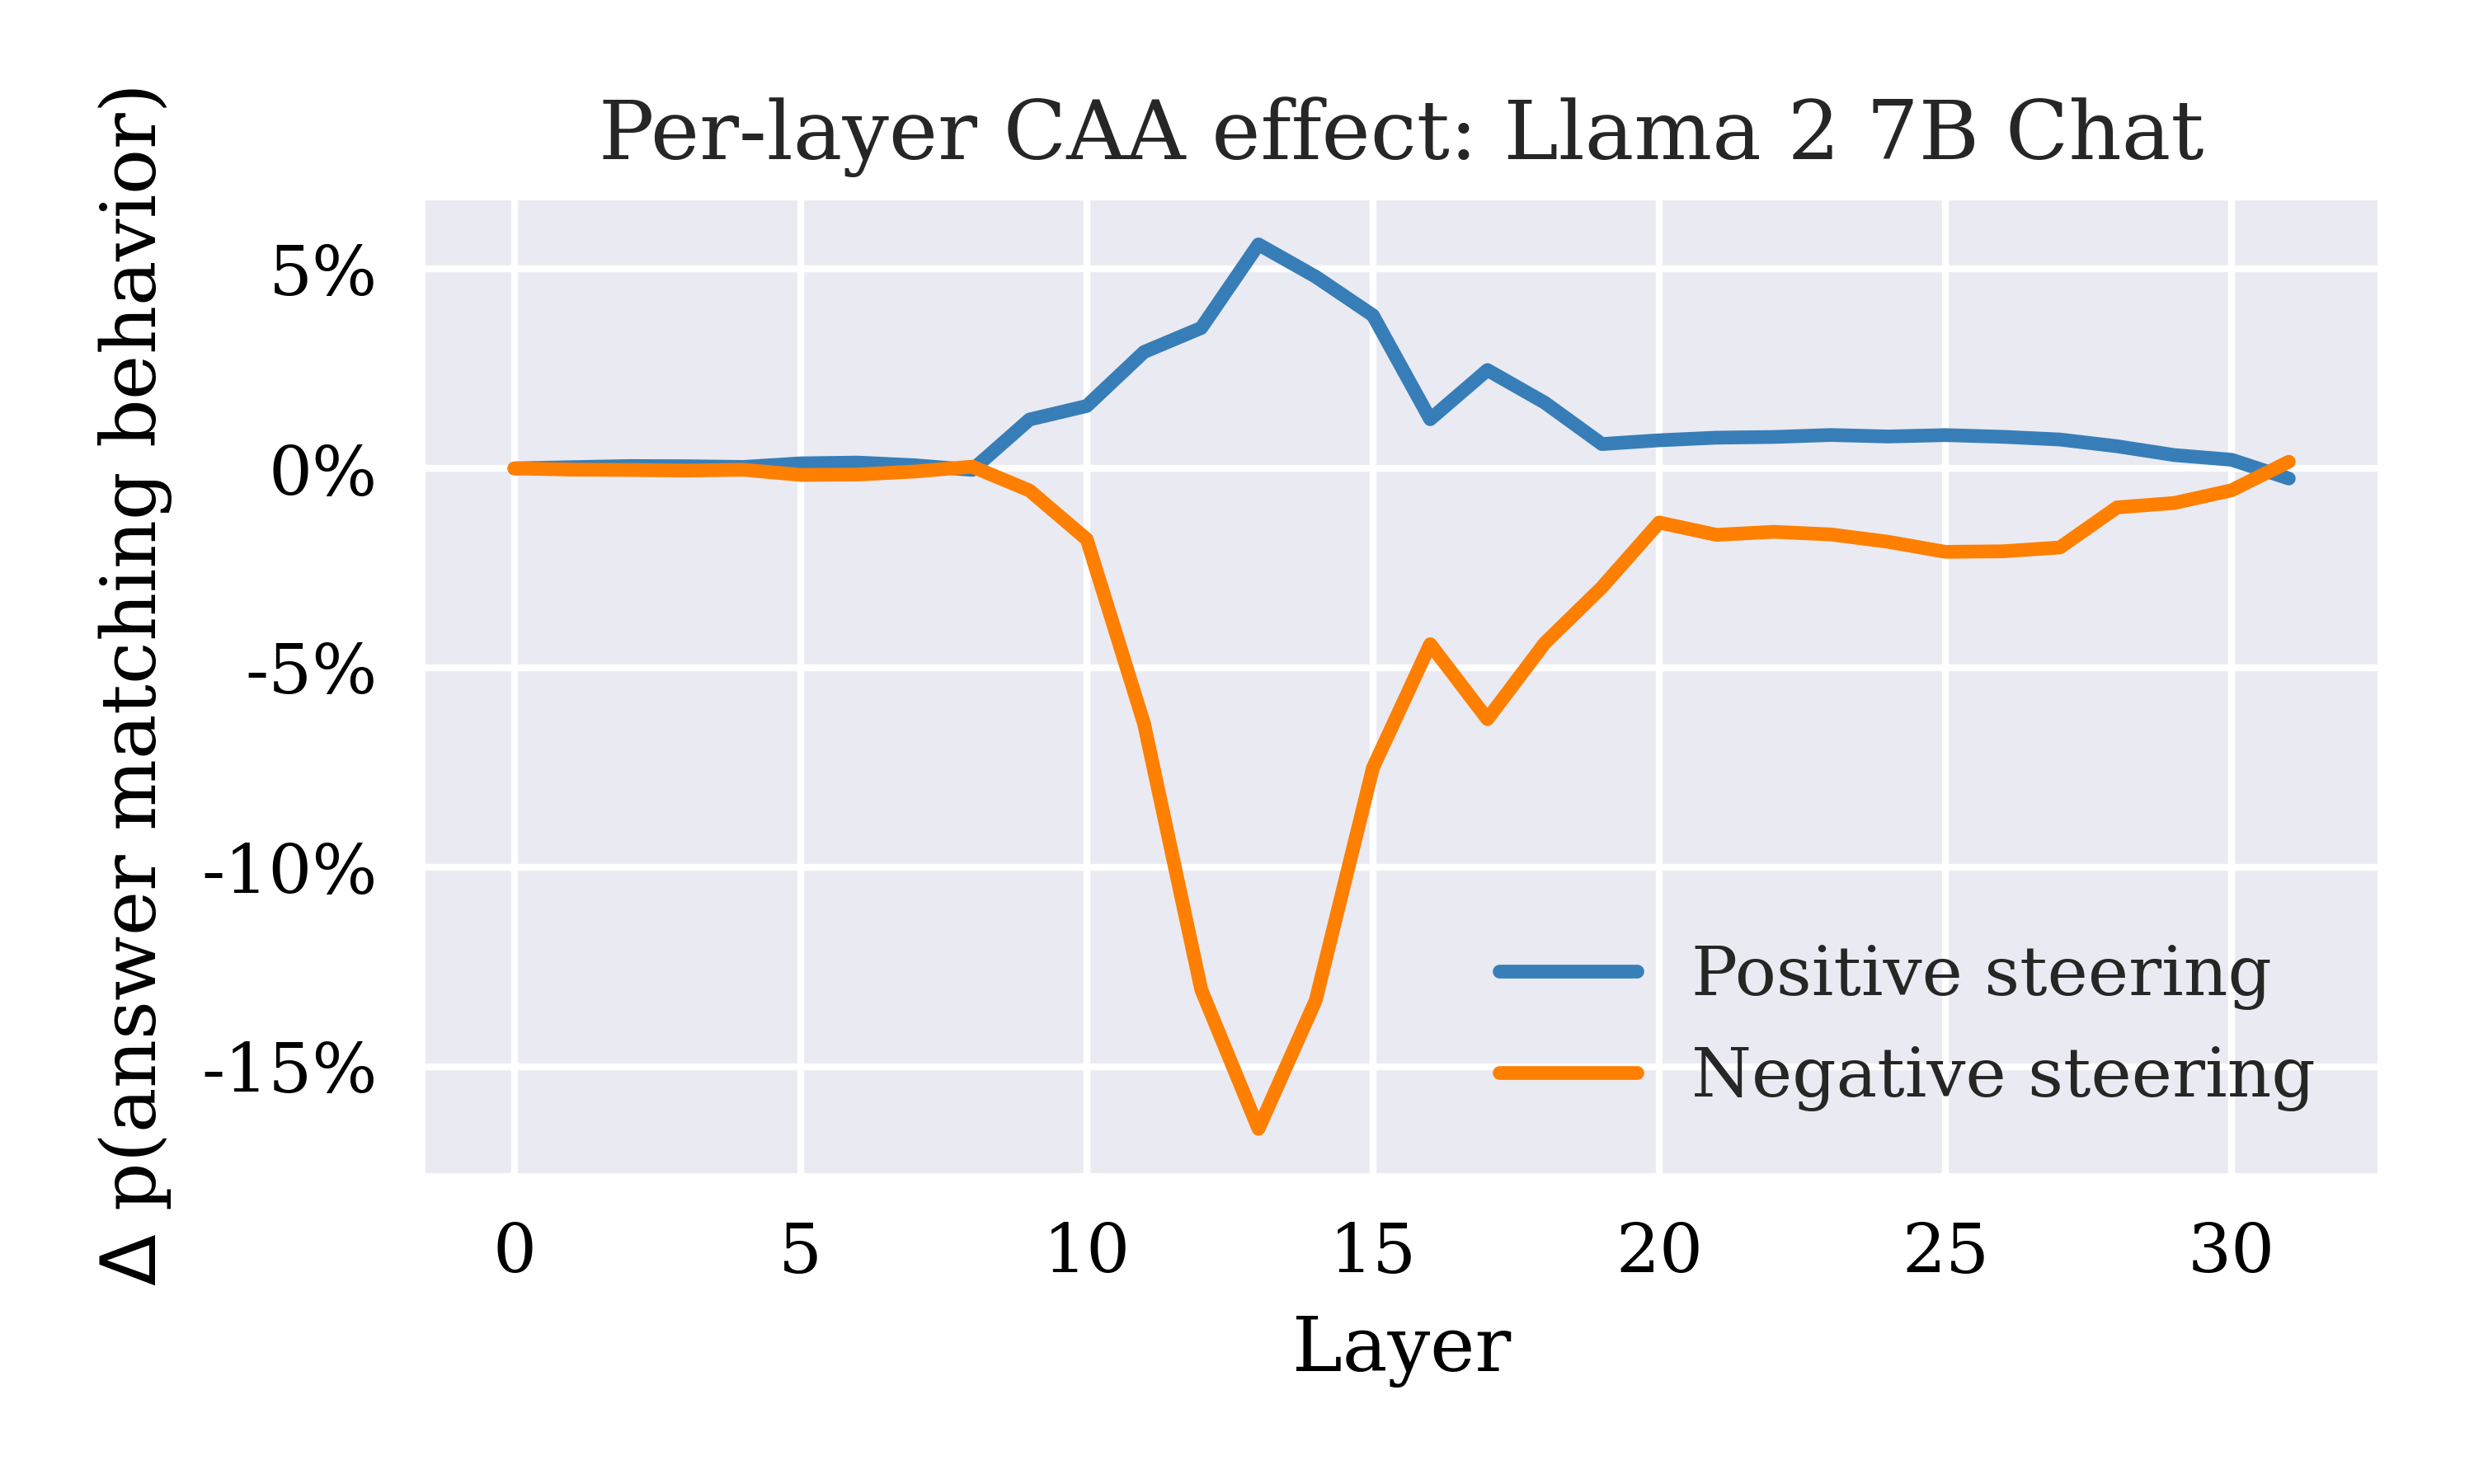 Per-layer CAA effect: Llama 2 7B Chat
Δ p(answer matching behavior)
5%
0%
-5%
-10%
-15%
Positive steering
Negative steering
0 5 10 15 20 25 30
Layer